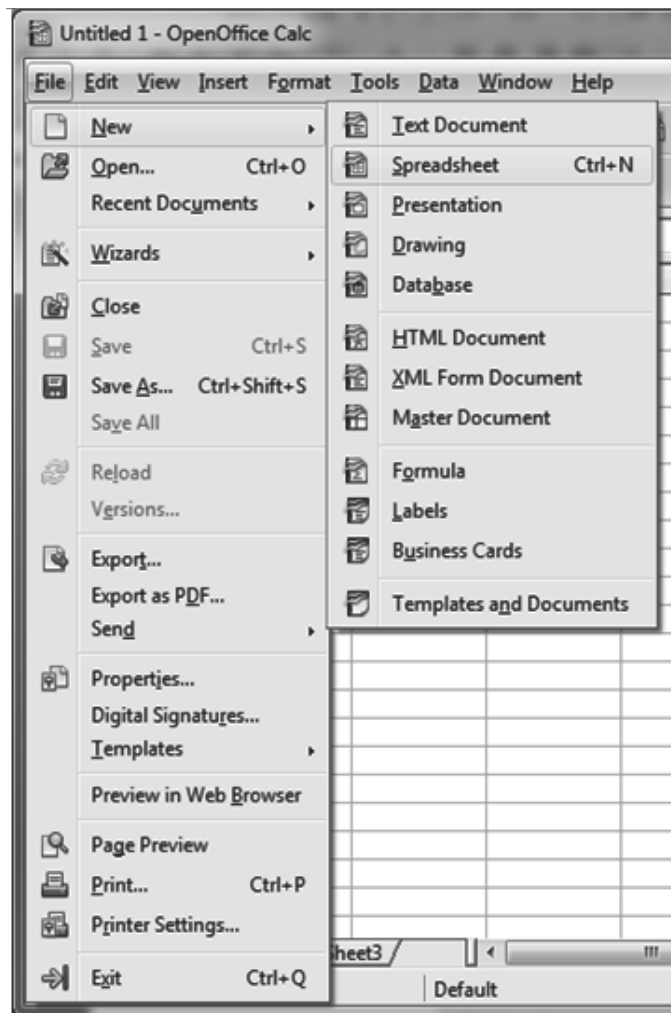 Untitled 1 - OpenOffice Calc
File Edit View Insert Format Tools Data Window Help
New
Open... Ctrl+O
Recent Documents
Wizards
Close
Save Ctrl+S
Save As... Ctrl+Shift+S
Save All
Reload
Versions...
Export...
Export as PDF...
Send
Properties...
Digital Signatures...
Templates
Preview in Web Browser
Page Preview
Print... Ctrl+P
Printer Settings...
Exit Ctrl+Q
Text Document
Spreadsheet Ctrl+N
Presentation
Drawing
Database
HTML Document
XML Form Document
Master Document
Formula
Labels
Business Cards
Templates and Documents
heet3
Default